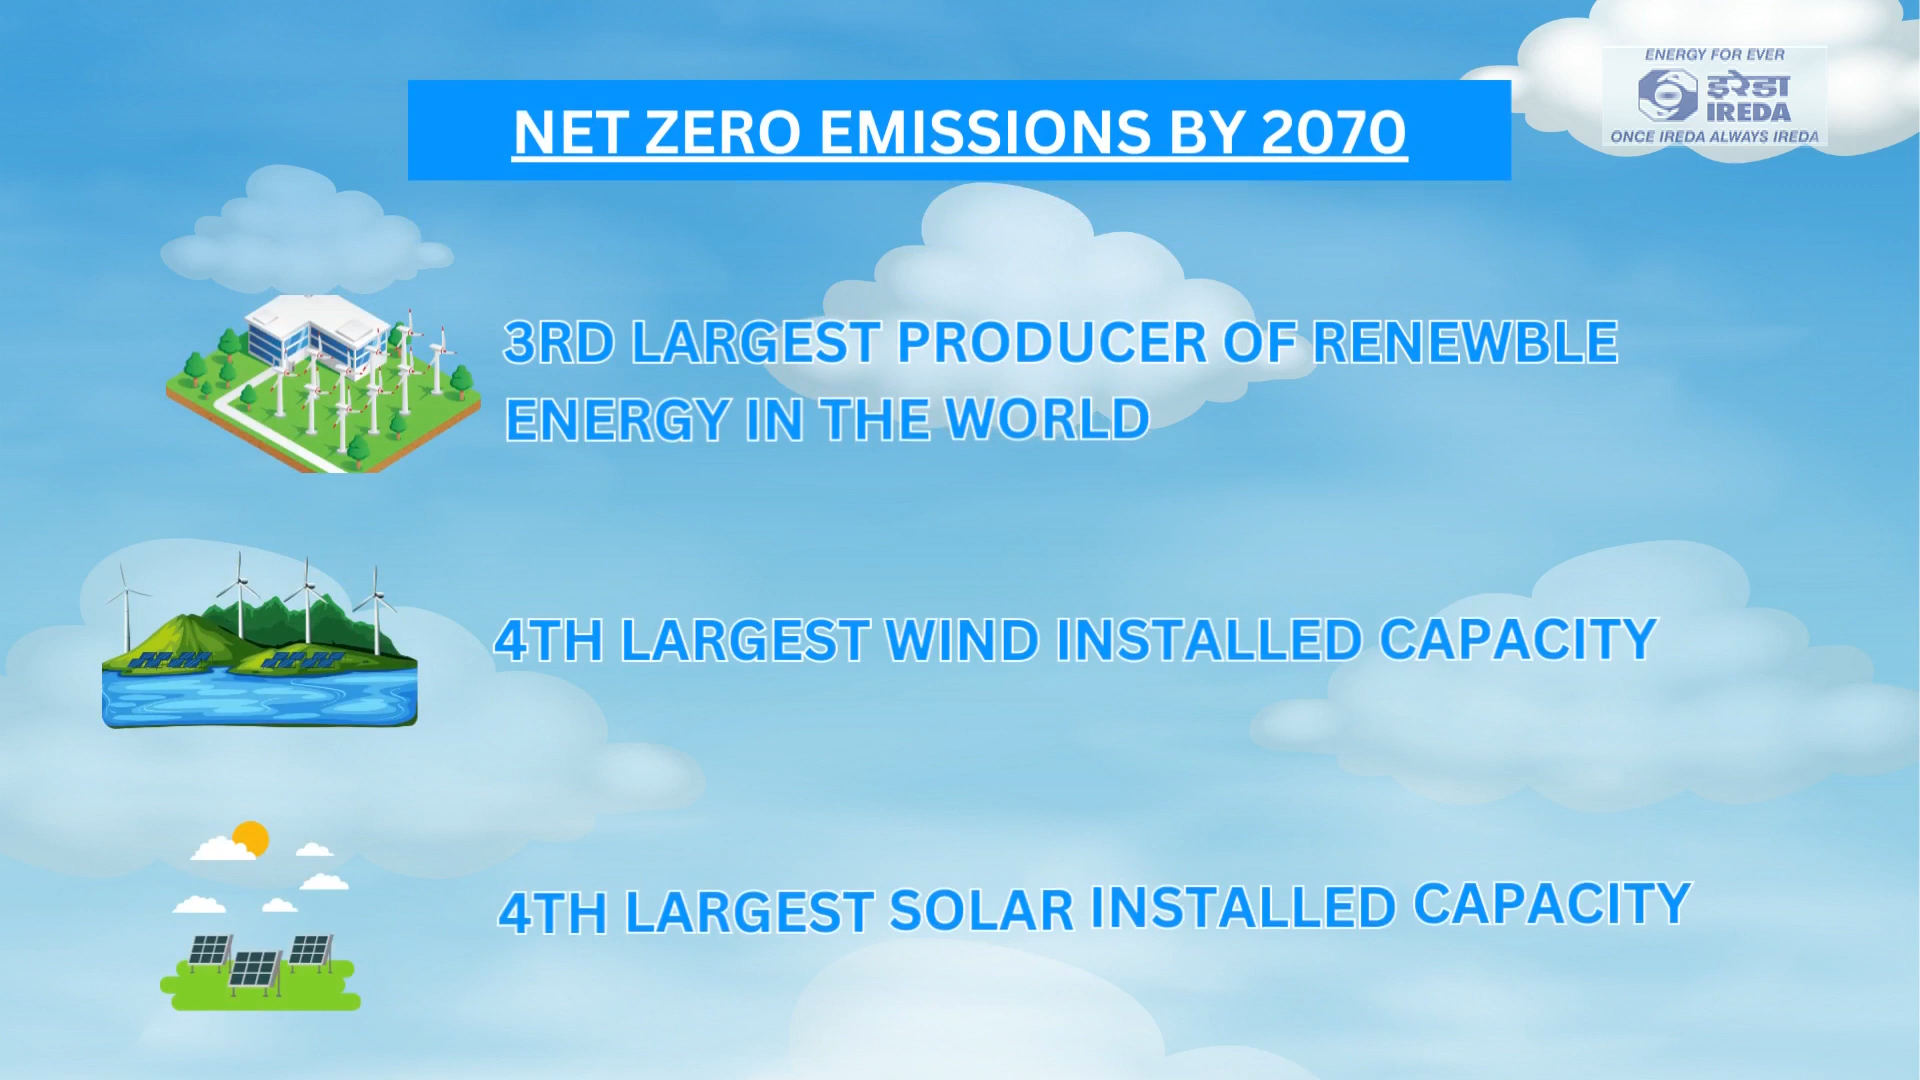 ENERGY FOR EVER
इरेडा
IREDA
ONCE IREDA ALWAYS IREDA
NET ZERO EMISSIONS BY 2070
3RD LARGEST PRODUCER OF RENEWBLE
ENERGY IN THE WORLD
4TH LARGEST WIND INSTALLED CAPACITY
4TH LARGEST SOLAR INSTALLED CAPACITY